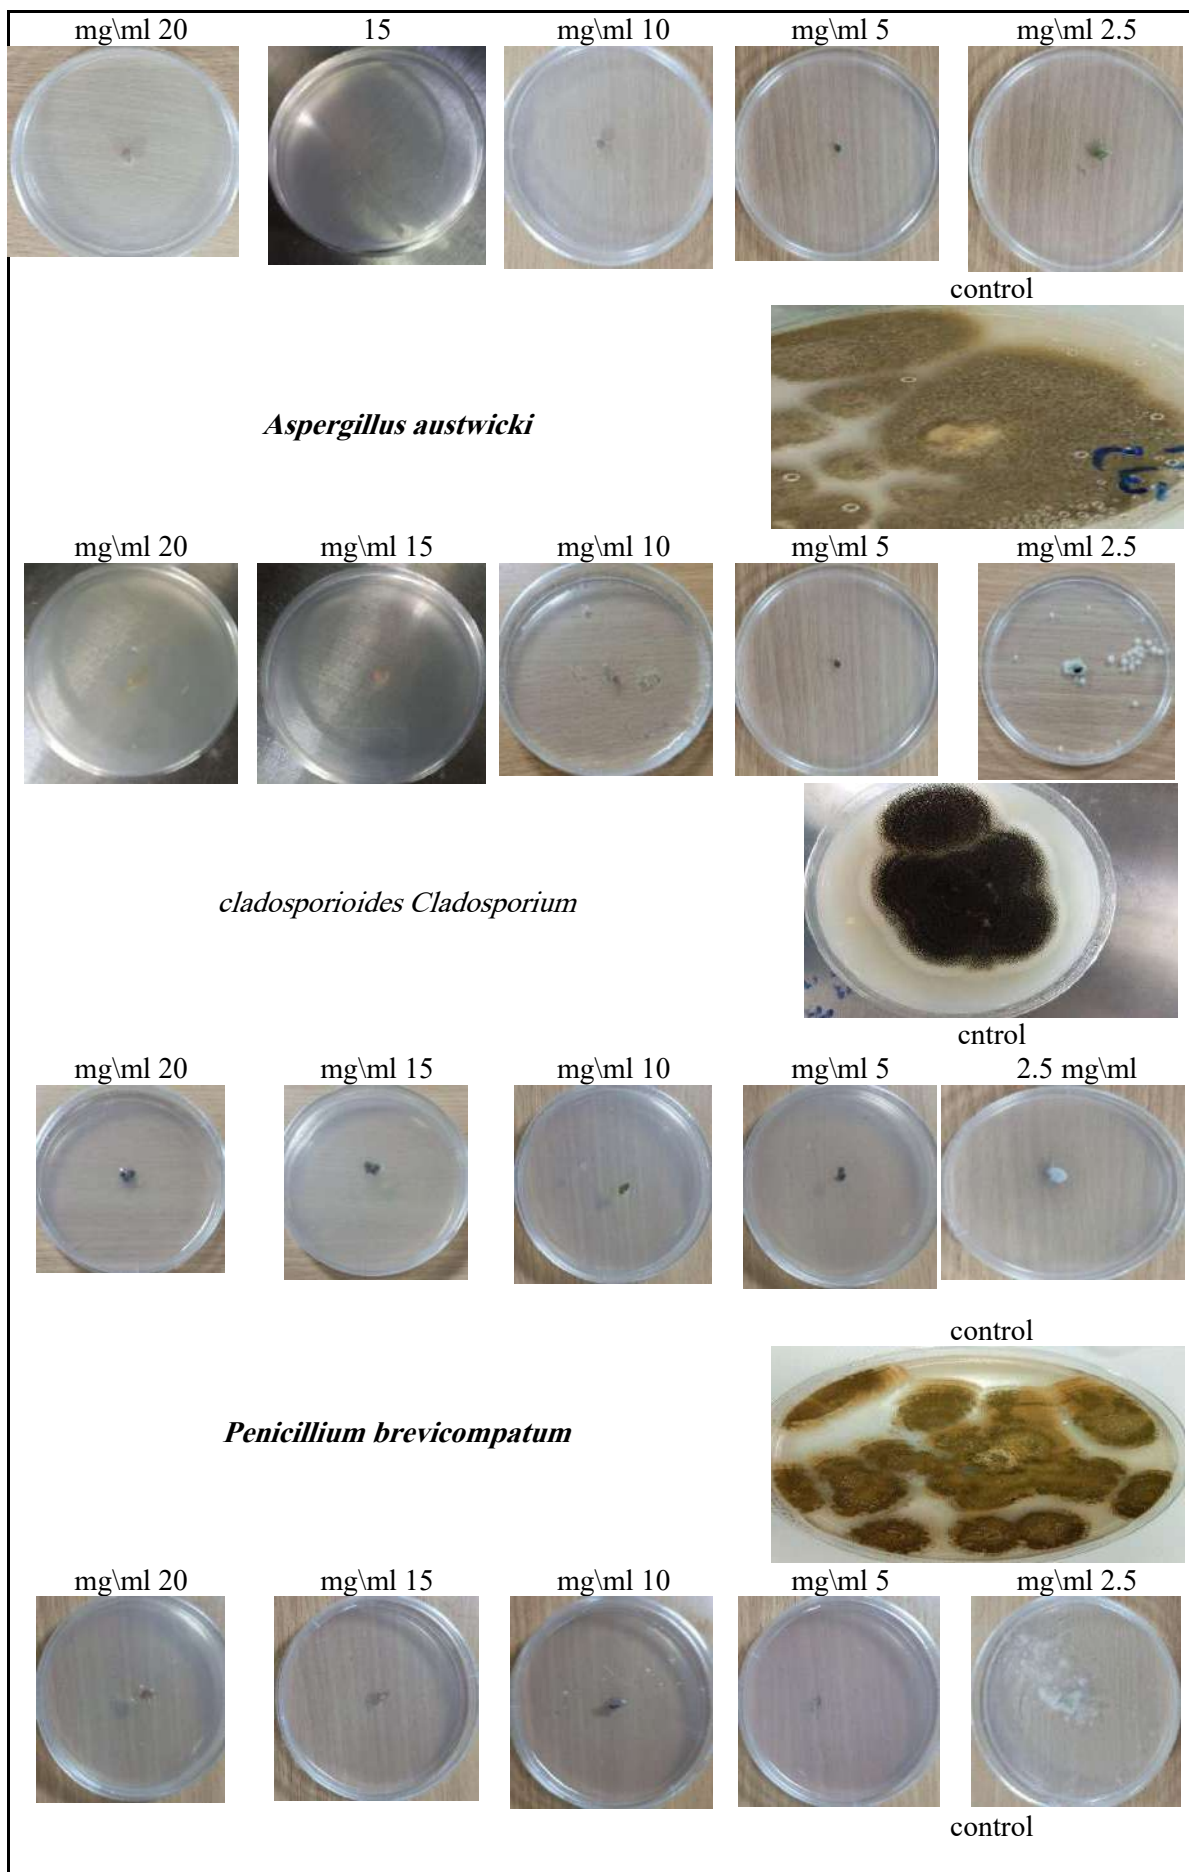 mg\ml 20 15 mg\ml 10 mg\ml 5 mg\ml 2.5
control
Aspergillus austwicki
mg\ml 20 mg\ml 15 mg\ml 10 mg\ml 5 mg\ml 2.5
cladosporioides Cladosporium
cntrol
mg\ml 20 mg\ml 15 mg\ml 10 mg\ml 5 2.5 mg\ml
control
Penicillium brevicompatum
mg\ml 20 mg\ml 15 mg\ml 10 mg\ml 5 mg\ml 2.5
control